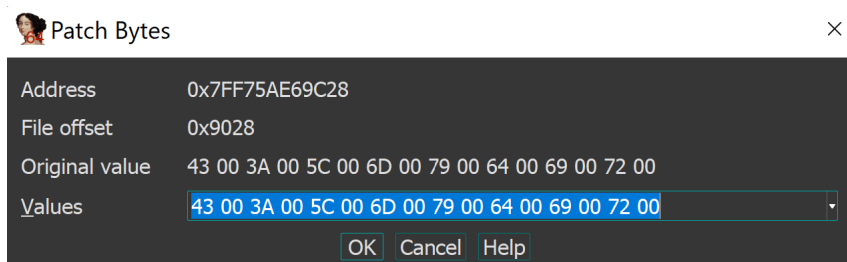 64 Patch Bytes
Address 0x7FF75AE69C28
File offset 0x9028
Original value 43 00 3A 00 5C 00 6D 00 79 00 64 00 69 00 72 00
Values 43 00 3A 00 5C 00 6D 00 79 00 64 00 69 00 72 00
OK Cancel Help